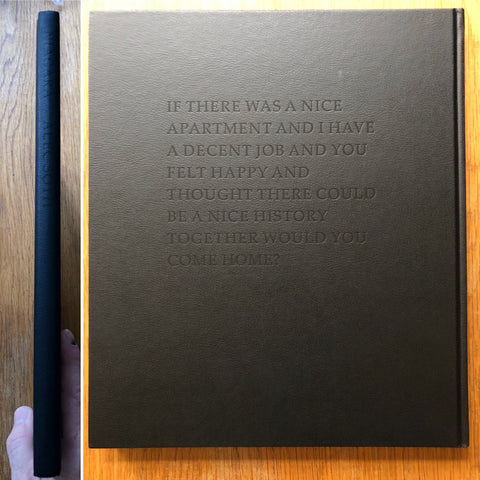 IF THERE WAS A NICE
APARTMENT AND I HAVE
A DECENT JOB AND YOU
FELT HAPPY AND
THOUGHT THERE COULD
BE A NICE HISTORY
TOGETHER WOULD YOU
COME HOME?